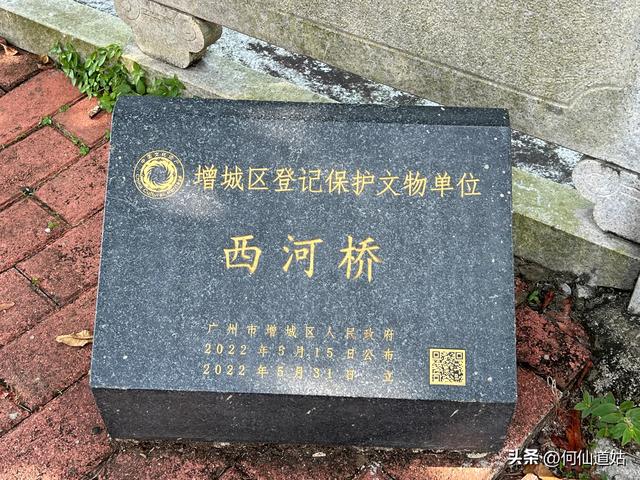 增城区登记保护文物单位
西河桥
广州市增城区人民政府
2022年3月15日公布
2022年5月31日 立
头条@何仙道姑